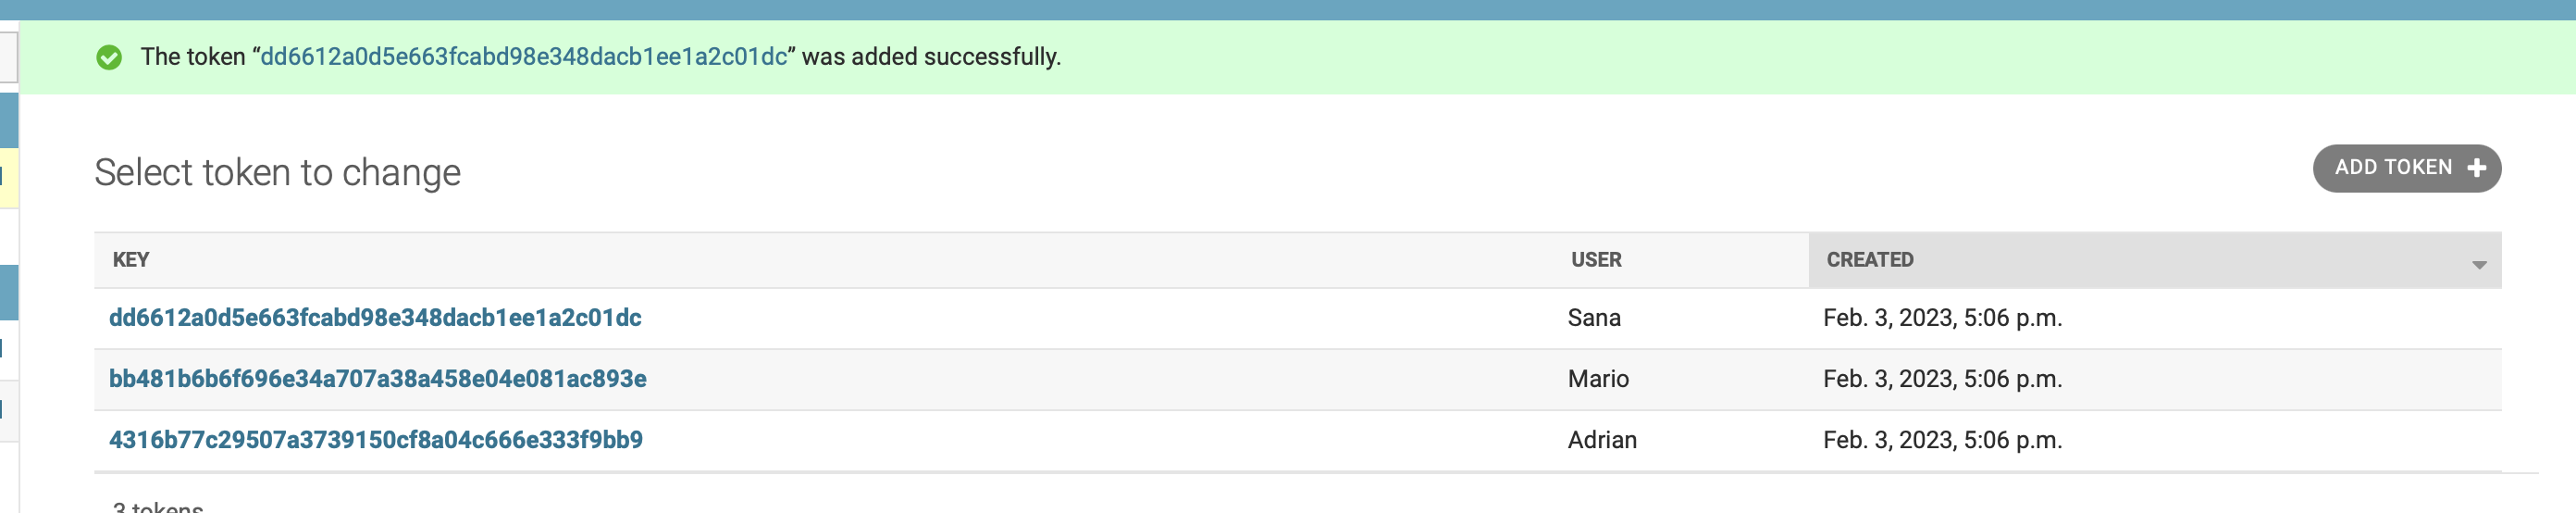 The token “dd6612a0d5e663fcabd98e348dacb1ee1a2c01dc” was added successfully.
Select token to change
ADD TOKEN +
KEY USER CREATED
dd6612a0d5e663fcabd98e348dacb1ee1a2c01dc Sana Feb. 3, 2023, 5:06 p.m.
bb481b6b6f696e34a707a38a458e04e081ac893e Mario Feb. 3, 2023, 5:06 p.m.
4316b77c29507a3739150cf8a04c666e333f9bb9 Adrian Feb. 3, 2023, 5:06 p.m.
3 tokens